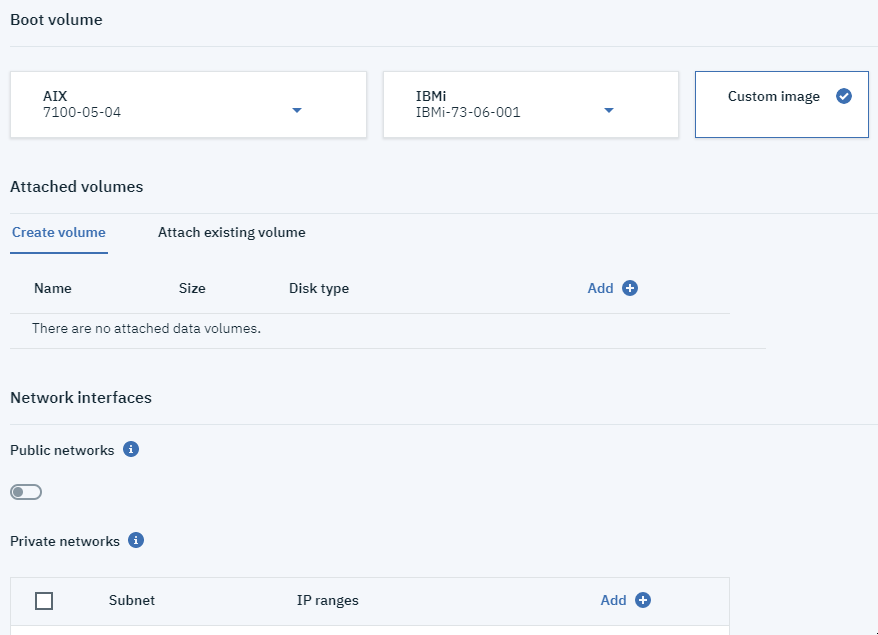 Boot volume
AIX
7100-05-04
IBMi
IBMi-73-06-001
Custom image
Attached volumes
Create volume
Attach existing volume
Name Size Disk type Add
There are no attached data volumes.
Network interfaces
Public networks
Private networks
Subnet IP ranges Add